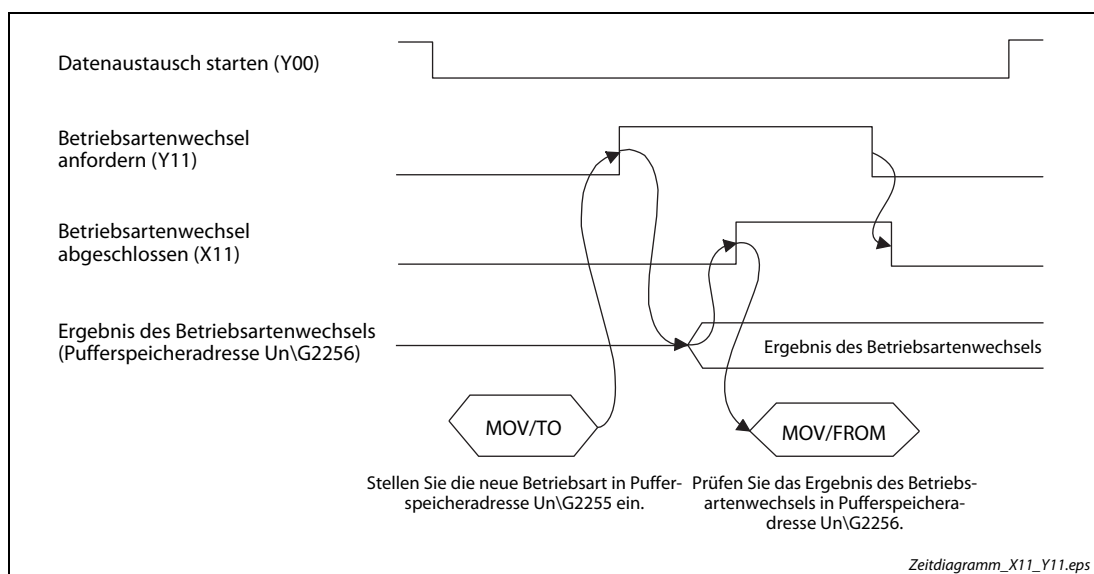 Datenaustausch starten (Y00)
Betriebsartenwechsel
anfordern (Y11)
Betriebsartenwechsel
abgeschlossen (X11)
Ergebnis des Betriebsartenwechsels
(Pufferspeicheradresse Un\G2256)
Ergebnis des Betriebsartenwechsels
MOV/TO
MOV/FROM
Stellen Sie die neue Betriebsart in Puffer-
speicheradresse Un\G2255 ein.
Prüfen Sie das Ergebnis des Betriebs-
artenwechsels in Pufferspeichera-
dresse Un\G2256.
Zeitdiagramm_X11_Y11.eps